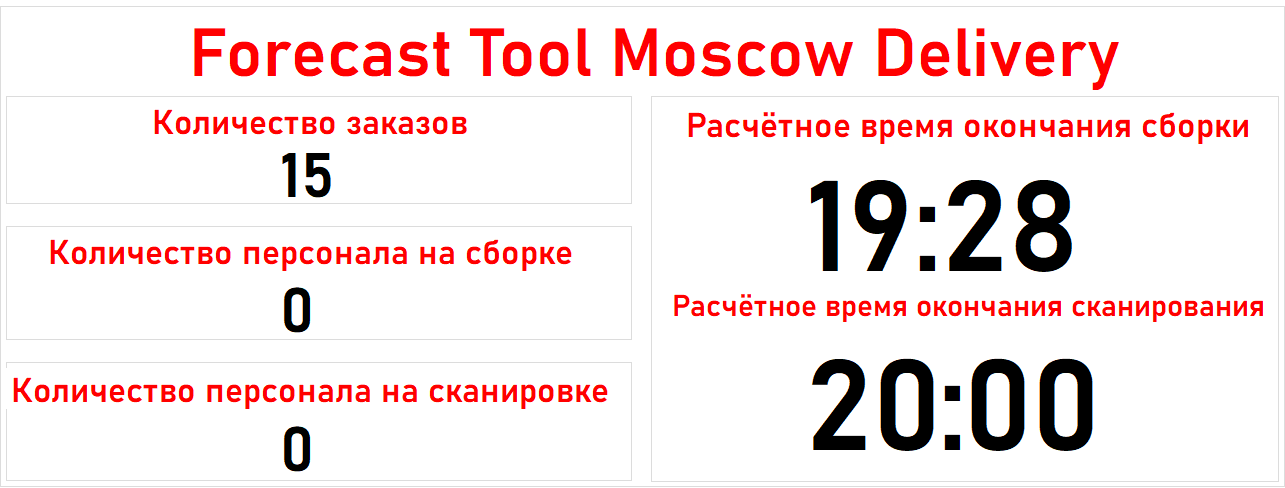 Forecast Tool Moscow Delivery
Количество заказов
15
Количество персонала на сборке
0
Количество персонала на сканировке
0
Расчётное время окончания сборки
19:28
Расчётное время окончания сканирования
20:00